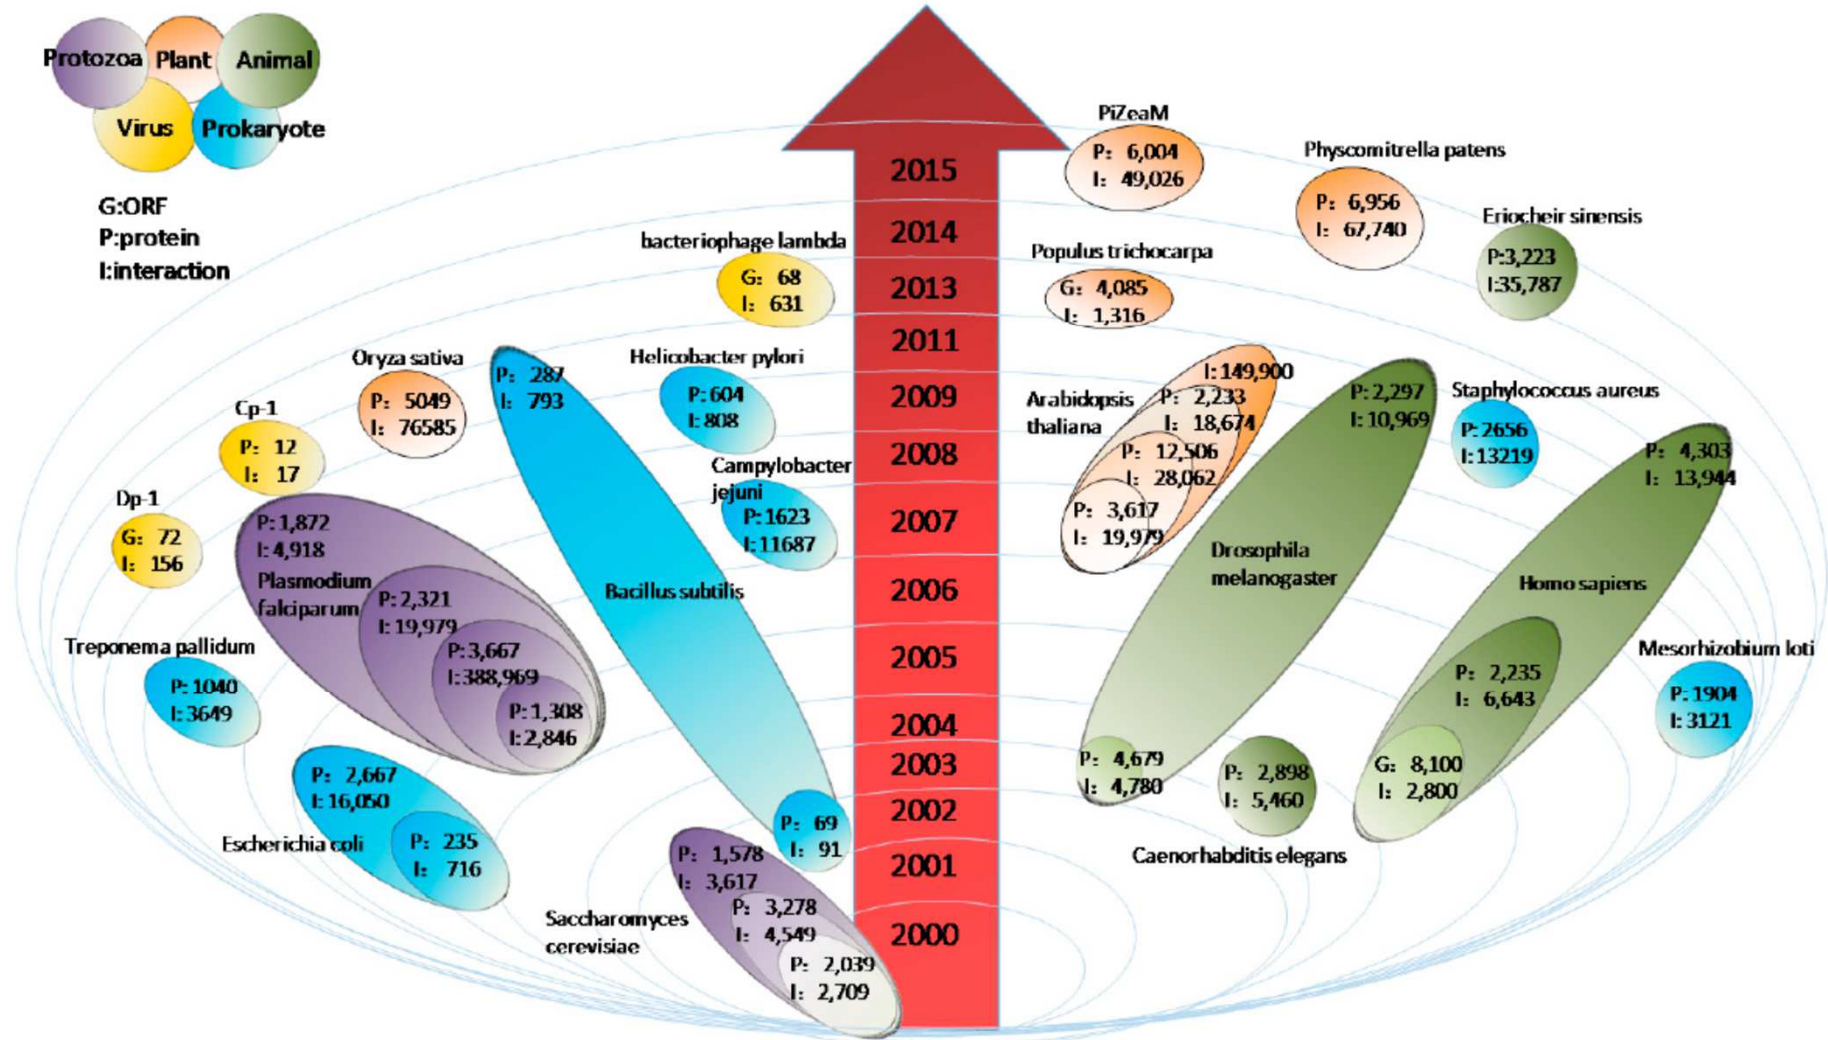 Protozoa
Plant
Animal
Virus
Prokaryote
G:ORF
P:protein
I:interaction
2015
2014
2013
2011
2009
2008
2007
2006
2005
2004
2003
2002
2001
2000
bacteriophage lambda
G: 68
I: 631
Oryza sativa
P: 5049
I: 76585
Cp-1
P: 12
I: 17
Dp-1
G: 72
I: 156
P: 287
I: 793
Bacillus subtilis
P: 69
I: 91
Helicobacter pylori
P: 604
I: 808
Campylobacter
jejuni
P: 1623
I: 11687
P: 1,872
I: 4,918
Plasmodium
falciparum
P: 2,321
I: 19,979
P: 3,667
I: 388,969
P: 1,308
I: 2,846
Treponema pallidum
P: 1040
I: 3649
P: 2,667
I: 16,050
Escherichia coli
P: 235
I: 716
Saccharomyces
cerevisiae
P: 1,578
I: 3,617
P: 3,278
I: 4,549
P: 2,039
I: 2,709
PiZeaM
P: 6,004
I: 49,026
Physcomitrella patens
P: 6,956
I: 67,740
Eriocheir sinensis
P:3,223
I:35,787
Populus trichocarpa
G: 4,085
I: 1,316
Arabidopsis
thaliana
I: 149,900
P: 2,233
I: 18,674
P: 12,506
I: 28,062
P: 3,617
I: 19,979
P: 2,297
I: 10,969
Drosophila
melanogaster
P: 4,679
I: 4,780
Staphylococcus aureus
P: 2656
I: 13219
P: 4,303
I: 13,944
Homo sapiens
P: 2,235
I: 6,643
G: 8,100
I: 2,800
Mesorhizobium loti
P: 1904
I: 3121
P: 2,898
I: 5,460
Caenorhabditis elegans